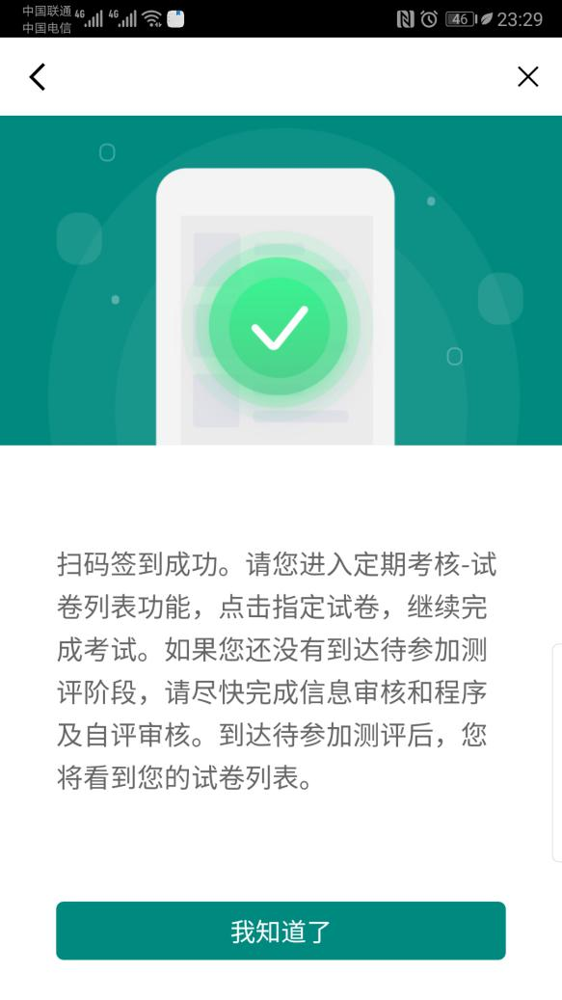 中国联通 4G 4G 46 23:29
中国电信
扫码签到成功。请您进入定期考核-试
卷列表功能，点击指定试卷，继续完
成考试。如果您还没有到达待参加测
评阶段，请尽快完成信息审核和程序
及自评审核。到达待参加测评后，您
将看到您的试卷列表。
我知道了